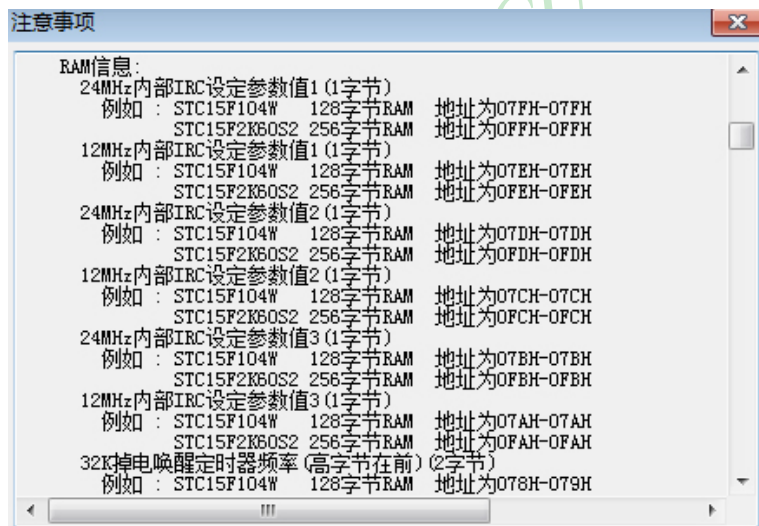 注意事项
RAM信息:
24MHz内部IRC设定参数值1(1字节)
例如 : STC15F104W 128字节RAM 地址为07FH-07FH
STC15F2K60S2 256字节RAM 地址为0FFH-0FFH
12MHz内部IRC设定参数值1(1字节)
例如 : STC15F104W 128字节RAM 地址为07EH-07EH
STC15F2K60S2 256字节RAM 地址为0FEH-0FEH
24MHz内部IRC设定参数值2(1字节)
例如 : STC15F104W 128字节RAM 地址为07DH-07DH
STC15F2K60S2 256字节RAM 地址为0FDH-0FDH
12MHz内部IRC设定参数值2(1字节)
例如 : STC15F104W 128字节RAM 地址为07CH-07CH
STC15F2K60S2 256字节RAM 地址为0FCH-0FCH
24MHz内部IRC设定参数值3(1字节)
例如 : STC15F104W 128字节RAM 地址为07BH-07BH
STC15F2K60S2 256字节RAM 地址为0FBH-0FBH
12MHz内部IRC设定参数值3(1字节)
例如 : STC15F104W 128字节RAM 地址为07AH-07AH
STC15F2K60S2 256字节RAM 地址为0FAH-0FAH
32K掉电唤醒定时器频率(高字节在前)(2字节)
例如 : STC15F104W 128字节RAM 地址为078H-079H